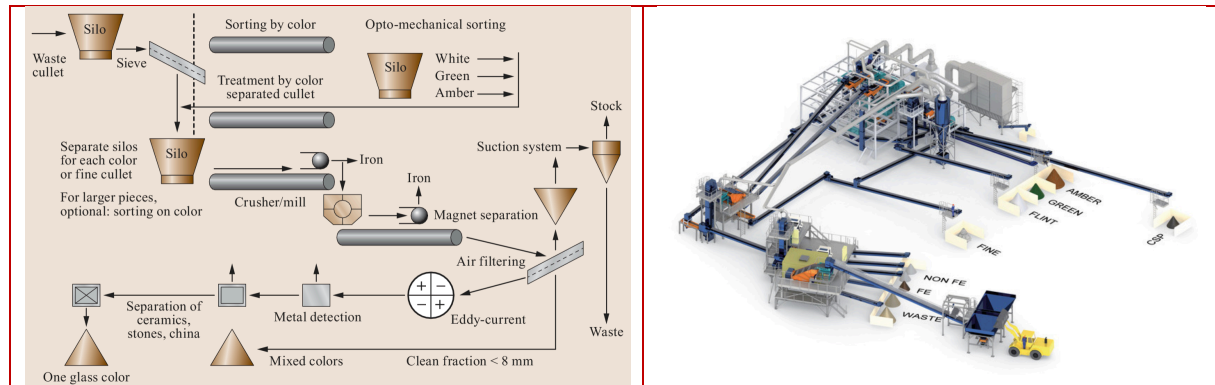 Silo
Waste
cullet
Sieve
Sorting by color
Opto-mechanical sorting
Silo
White
Green
Amber
Treatment by color
separated cullet
Separate silos
for each color
or fine cullet
For larger pieces,
optional: sorting on color
Silo
Crusher/mill
Iron
Iron
Magnet separation
Suction system
Stock
Air filtering
Eddy-current
Metal detection
Separation of
ceramics,
stones, china
Waste
One glass color
Mixed colors
Clean fraction < 8 mm
AMBER
GREEN
FLINT
CSP
FINE
NON FE
FE
WASTE